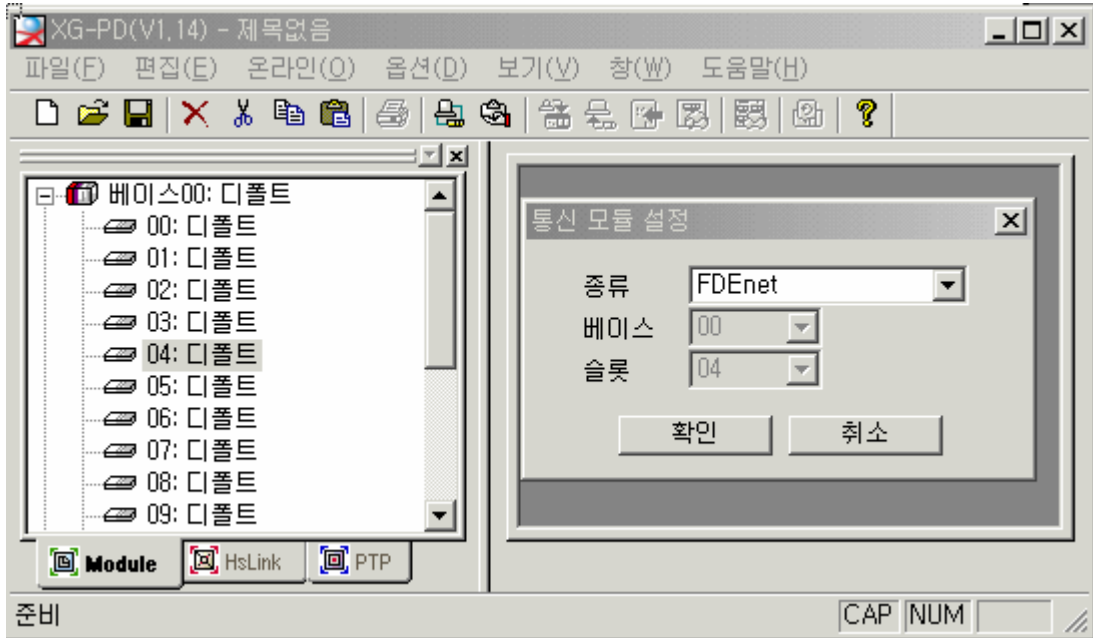 XG-PD(V1,14) - 제목없음
파일(F) 편집(E) 온라인(O) 옵션(D) 보기(V) 창(W) 도움말(H)
베이스00: 디폴트
00: 디폴트
01: 디폴트
02: 디폴트
03: 디폴트
04: 디폴트
05: 디폴트
06: 디폴트
07: 디폴트
08: 디폴트
09: 디폴트
Module HsLink PTP
통신 모듈 설정
종류 FDEnet
베이스 00
슬롯 04
확인 취소
준비 CAP NUM